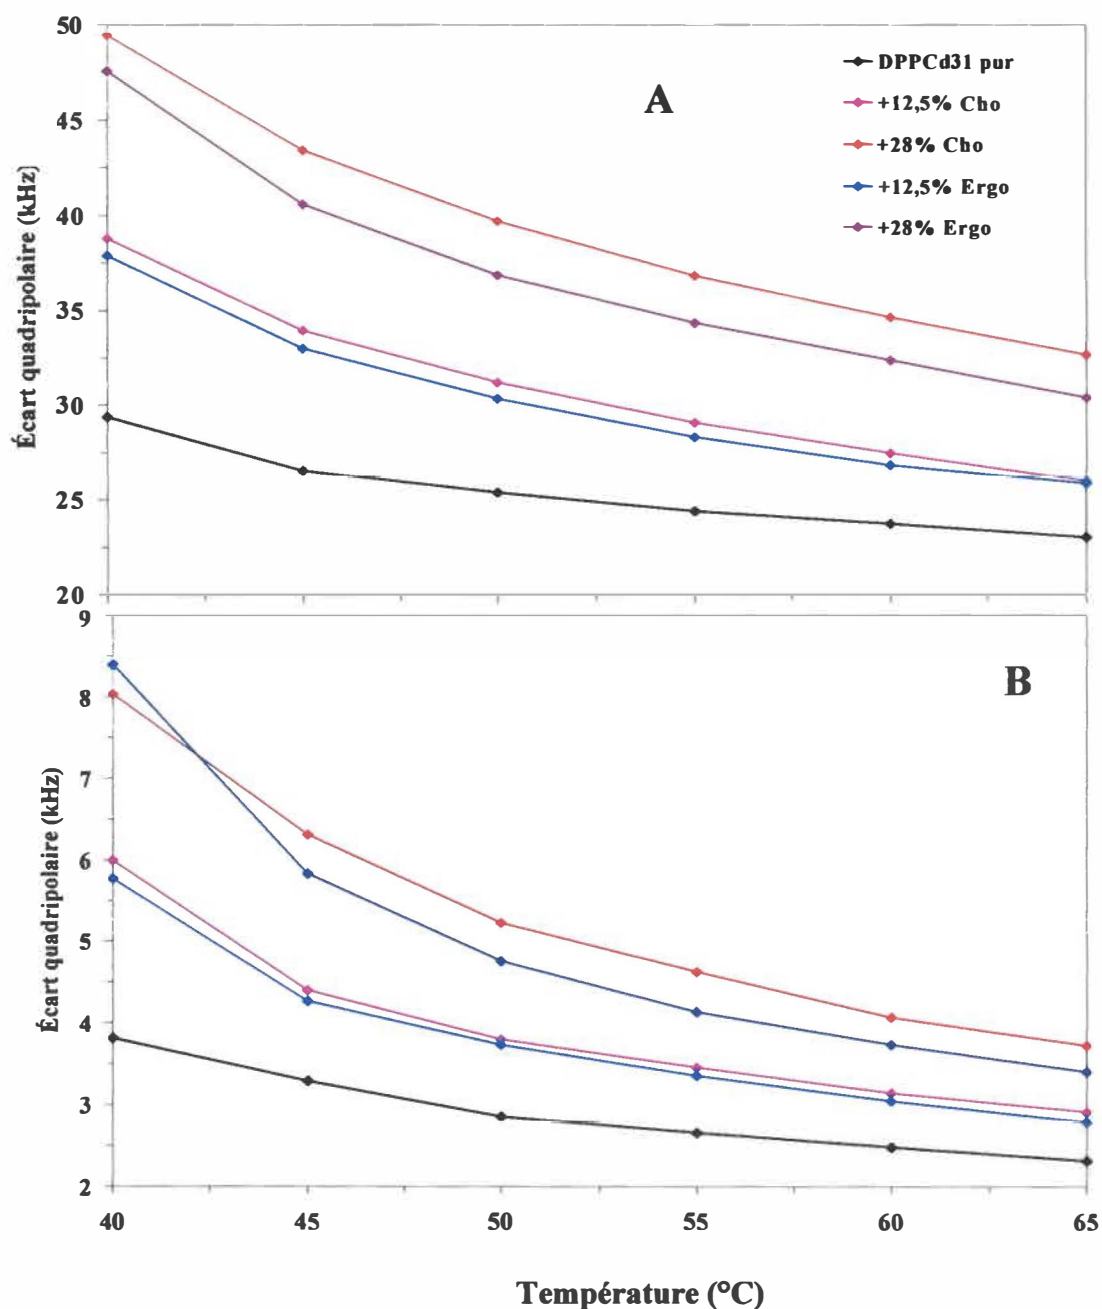 50
45
40
35
30
25
20
Écart quadripolaire (kHz)
A
DPPCd31 pur
+12,5% Cho
+28% Cho
+12,5% Ergo
+28% Ergo
9
8
7
6
5
4
3
2
Écart quadripolaire (kHz)
B
40 45 50 55 60 65
Température (°C)